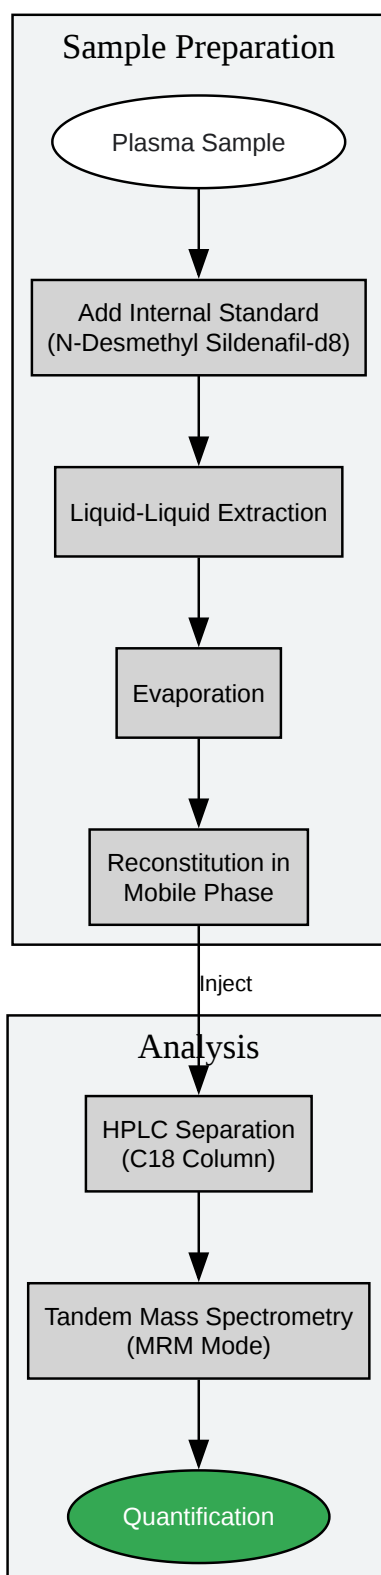 Sample Preparation
Plasma Sample
Add Internal Standard
(N-Desmethyl Sildenafil-d8)
Liquid-Liquid Extraction
Evaporation
Reconstitution in
Mobile Phase
Inject
Analysis
HPLC Separation
(C18 Column)
Tandem Mass Spectrometry
(MRM Mode)
Quantification